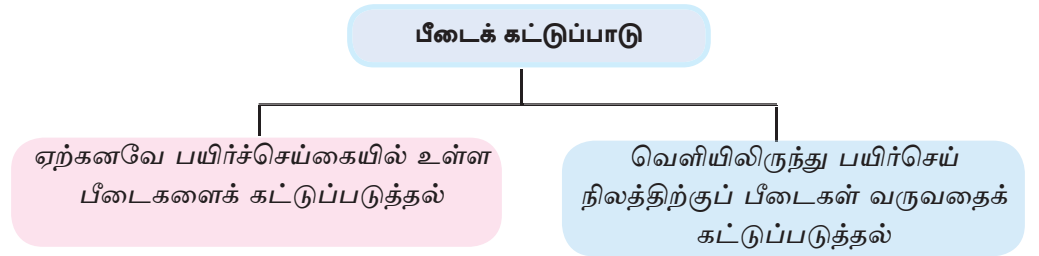 பீடைக் கட்டுப்பாடு
ஏற்கனவே பயிர்ச்செய்கையில் உள்ள
பீடைகளைக் கட்டுப்படுத்தல்
வெளியிலிருந்து பயிர்செய்
நிலத்திற்குப் பீடைகள் வருவதைக்
கட்டுப்படுத்தல்